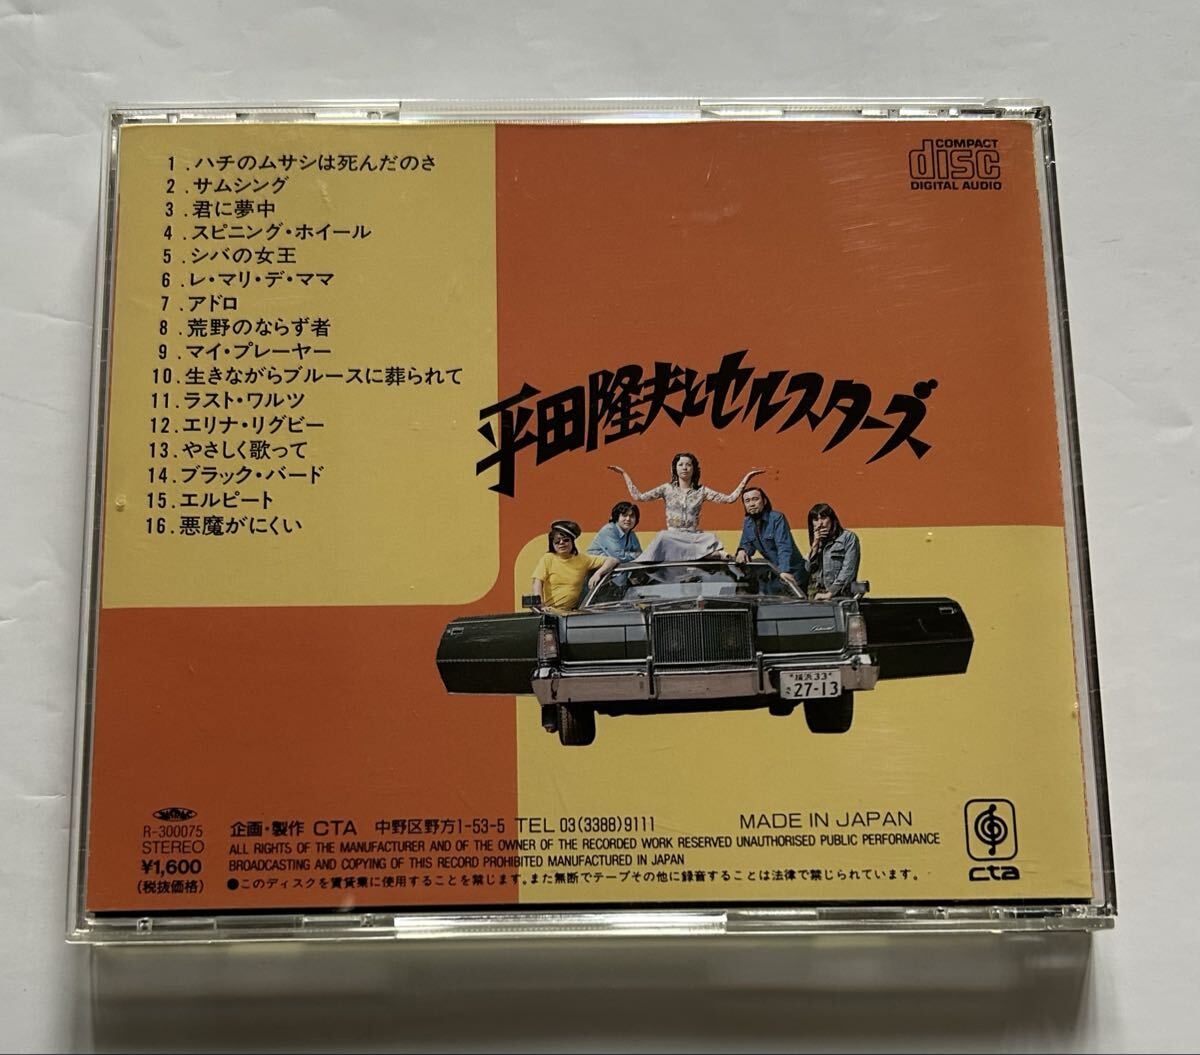 1.ハチのムサシは死んだのさ
2.サムシング
3.君に夢中
4.スピニング・ホイール
5.シバの女王
6.レ・マリ・デ・ママ
7.アドロ
8.荒野のならず者
9.マイ・プレーヤー
10.生きながらブルースに葬られて
11.ラスト・ワルツ
12.エリナ・リグビー
13.やさしく歌って
14.ブラック・バード
15.エルピート
16.悪魔がにくい
COMPACT
disc
DIGITAL AUDIO
平田隆夫とセルスターズ
横浜33
さ27-13
R-300075
STEREO
¥1,600
(税抜価格)
企画・製作 CTA 中野区野方1-53-5 TEL 03(3388)9111 MADE IN JAPAN
ALL RIGHTS OF THE MANUFACTURER AND OF THE OWNER OF THE RECORDED WORK RESERVED UNAUTHORISED PUBLIC PERFORMANCE
BROADCASTING AND COPYING OF THIS RECORD PROHIBITED MANUFACTURED IN JAPAN
●このディスクを賃貸業に使用することを禁じます。また無断でテープその他に録音することは法律で禁じられています。
cta